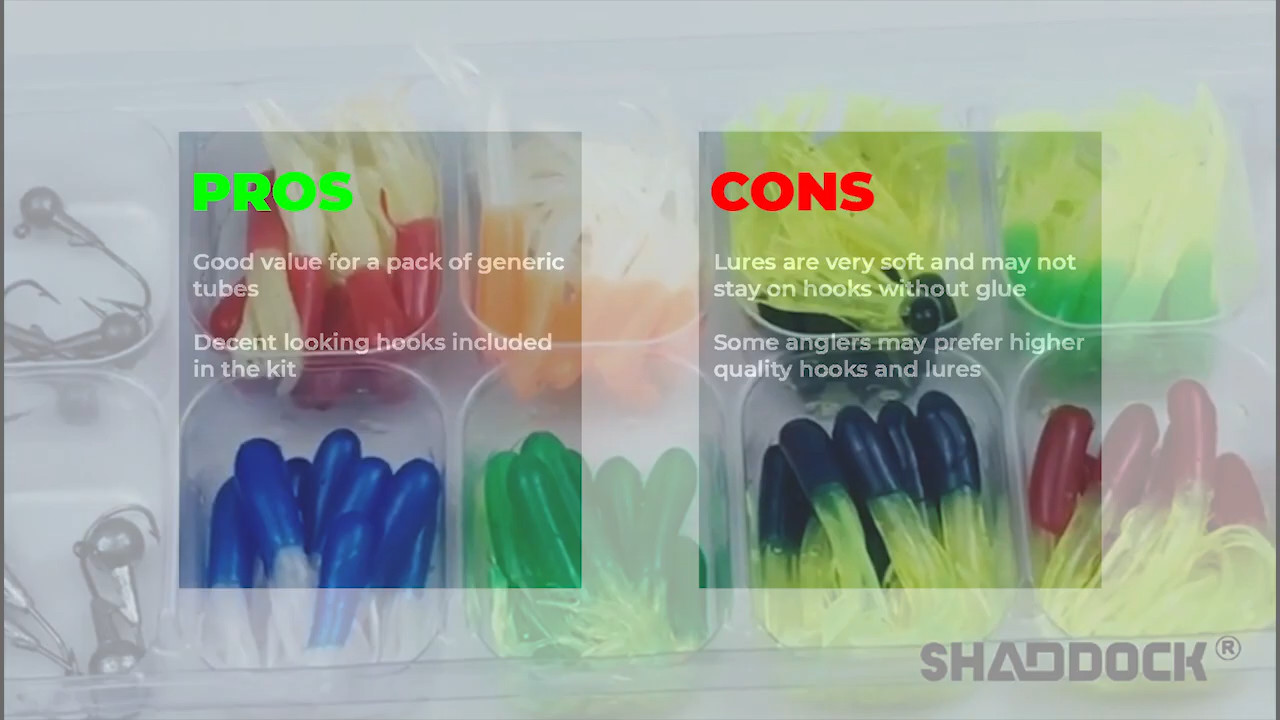 PROS
Good value for a pack of generic
tubes
Decent looking hooks included
in the kit
CONS
Lures are very soft and may not
stay on hooks without glue
Some anglers may prefer higher
quality hooks and lures
SHADDOCK®